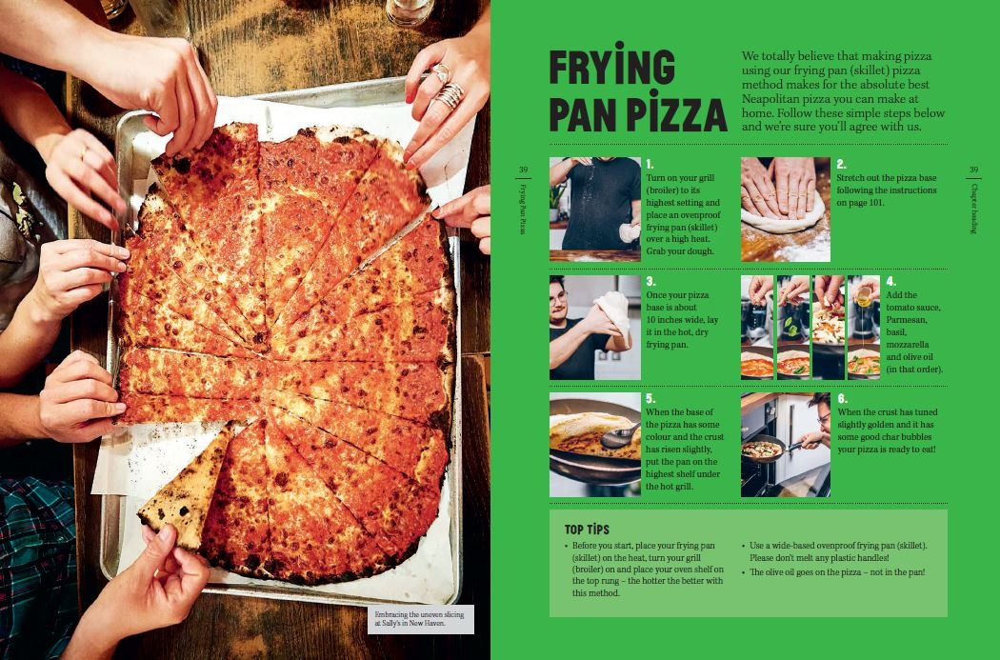 Embracing the uneven slicing
at Sally's in New Haven.
39
Frying Pan Pizza
FRYING
PAN PIZZA
We totally believe that making pizza
using our frying pan (skillet) pizza
method makes for the absolute best
Neapolitan pizza you can make at
home. Follow these simple steps below
and we're sure you'll agree with us.
39
Chapter heading
1.
Turn on your grill
(broiler) to its
highest setting and
place an ovenproof
frying pan (skillet)
over a high heat.
Grab your dough.
2.
Stretch out the pizza base
following the instructions
on page 101.
3.
Once your pizza
base is about
10 inches wide, lay
it in the hot, dry
frying pan.
4.
Add the
tomato sauce,
Parmesan,
basil,
mozzarella
and olive oil
(in that order).
5.
When the base of
the pizza has some
colour and the crust
has risen slightly,
put the pan on the
highest shelf under
the hot grill.
6.
When the crust has tuned
slightly golden and it has
some good char bubbles
your pizza is ready to eat!
TOP TIPS
• Before you start, place your frying pan
(skillet) on the heat, turn your grill
(broiler) on and place your oven shelf on
the top rung – the hotter the better with
this method.
• Use a wide-based ovenproof frying pan (skillet).
Please don't melt any plastic handles!
• The olive oil goes on the pizza – not in the pan!